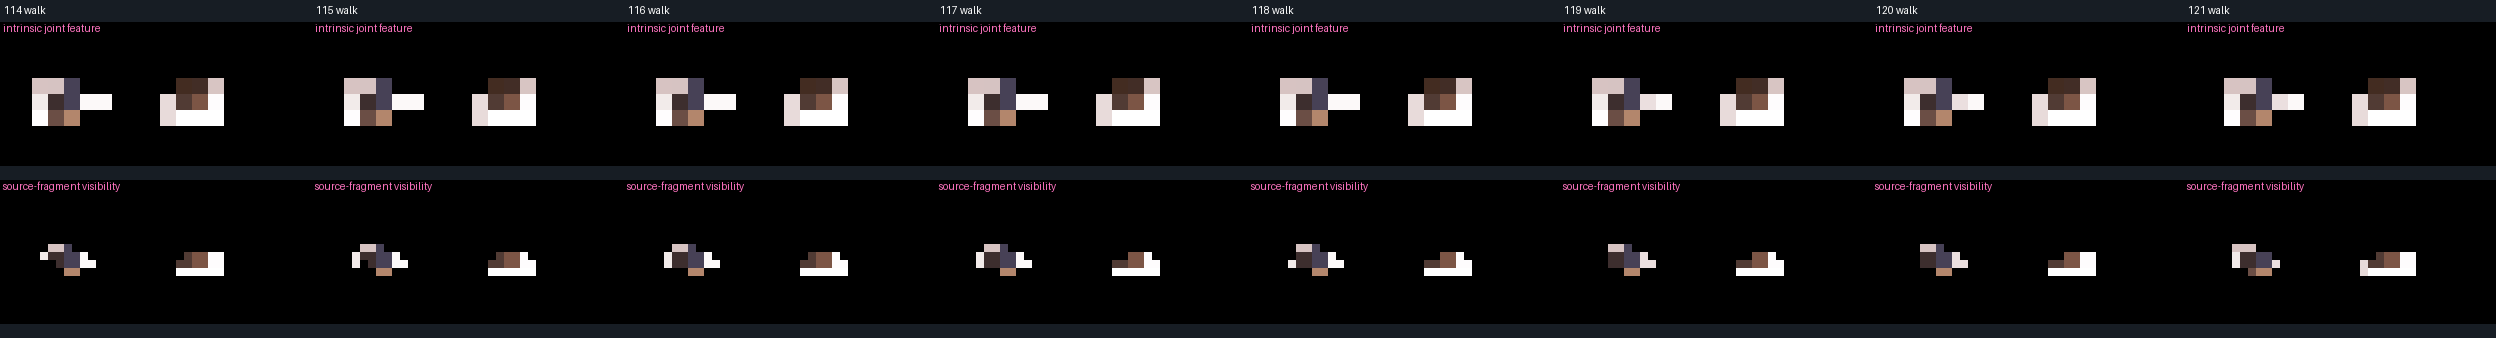 114 walk 115 walk 116 walk 117 walk 118 walk 119 walk 120 walk 121 walk
intrinsic joint feature intrinsic joint feature intrinsic joint feature intrinsic joint feature intrinsic joint feature intrinsic joint feature intrinsic joint feature intrinsic joint feature
source-fragment visibility source-fragment visibility source-fragment visibility source-fragment visibility source-fragment visibility source-fragment visibility source-fragment visibility source-fragment visibility